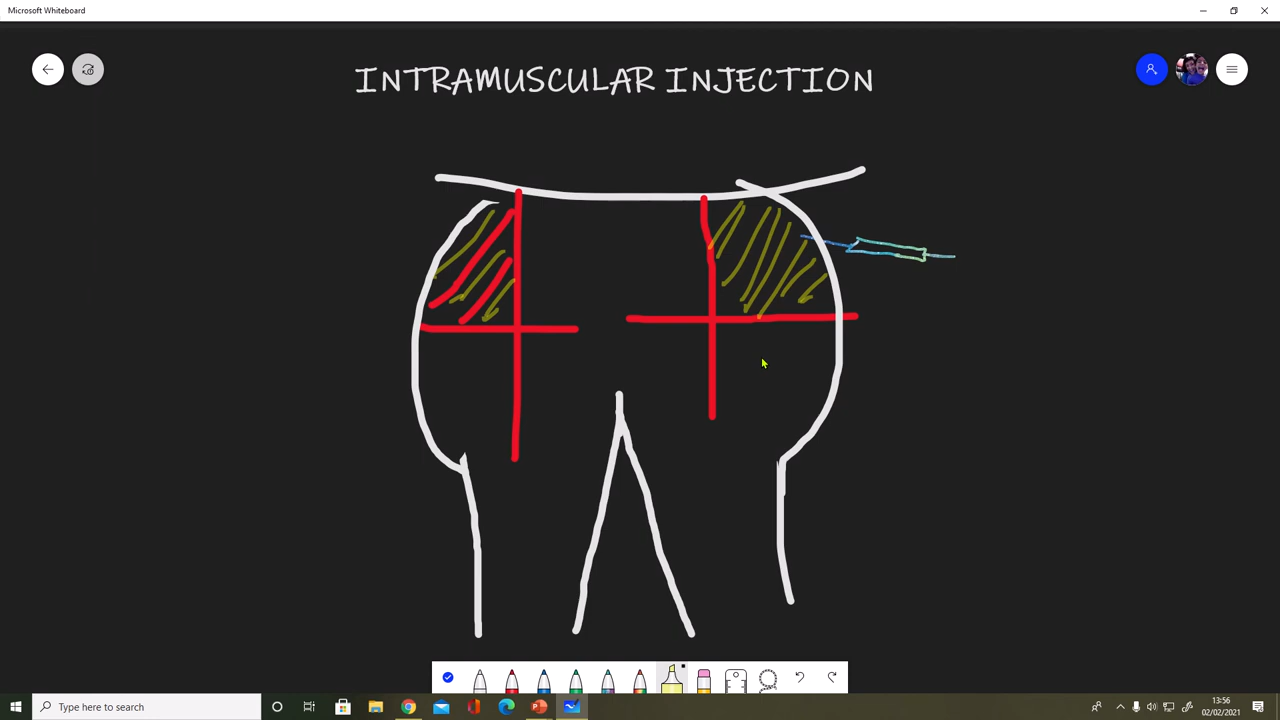 Microsoft Whiteboard
INTRAMUSCULAR INJECTION
Type here to search
13:56
02/02/2021